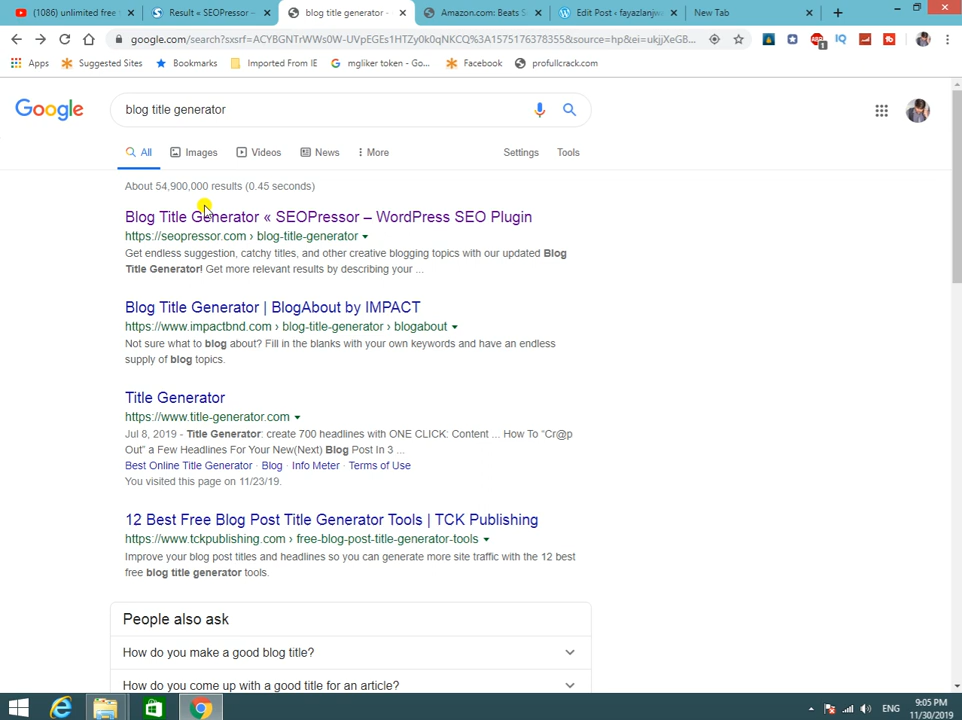 (1086) unlimited free
Result « SEOPressor –
blog title generator -
Amazon.com: Beats S
Edit Post ‹ fayazlanjw
New Tab
google.com/search?sxsrf=ACYBGNTrWWs0W-UVpEGEs1HTZy0k0qNKCQ%3A1575176378355&source=hp&ei=ukjjXeG...
Apps
Suggested Sites
Bookmarks
Imported From IE
mgliker token - Go...
Facebook
profullcrack.com
Google
blog title generator
All
Images
Videos
News
More
Settings
Tools
About 54,900,000 results (0.45 seconds)
Blog Title Generator « SEOPressor – WordPress SEO Plugin
https://seopressor.com › blog-title-generator
Get endless suggestion, catchy titles, and other creative blogging topics with our updated Blog
Title Generator! Get more relevant results by describing your ...
Blog Title Generator | BlogAbout by IMPACT
https://www.impactbnd.com › blog-title-generator › blogabout
Not sure what to blog about? Fill in the blanks with your own keywords and have an endless
supply of blog topics.
Title Generator
https://www.title-generator.com
Jul 8, 2019 - Title Generator: create 700 headlines with ONE CLICK: Content ... How To “Cr@p
Out” a Few Headlines For Your New(Next) Blog Post In 3 ...
Best Online Title Generator · Blog · Info Meter · Terms of Use
You visited this page on 11/23/19.
12 Best Free Blog Post Title Generator Tools | TCK Publishing
https://www.tckpublishing.com › free-blog-post-title-generator-tools
Improve your blog post titles and headlines so you can generate more site traffic with the 12 best
free blog title generator tools.
People also ask
How do you make a good blog title?
How do you come up with a good title for an article?
ENG
9:05 PM
11/30/2019